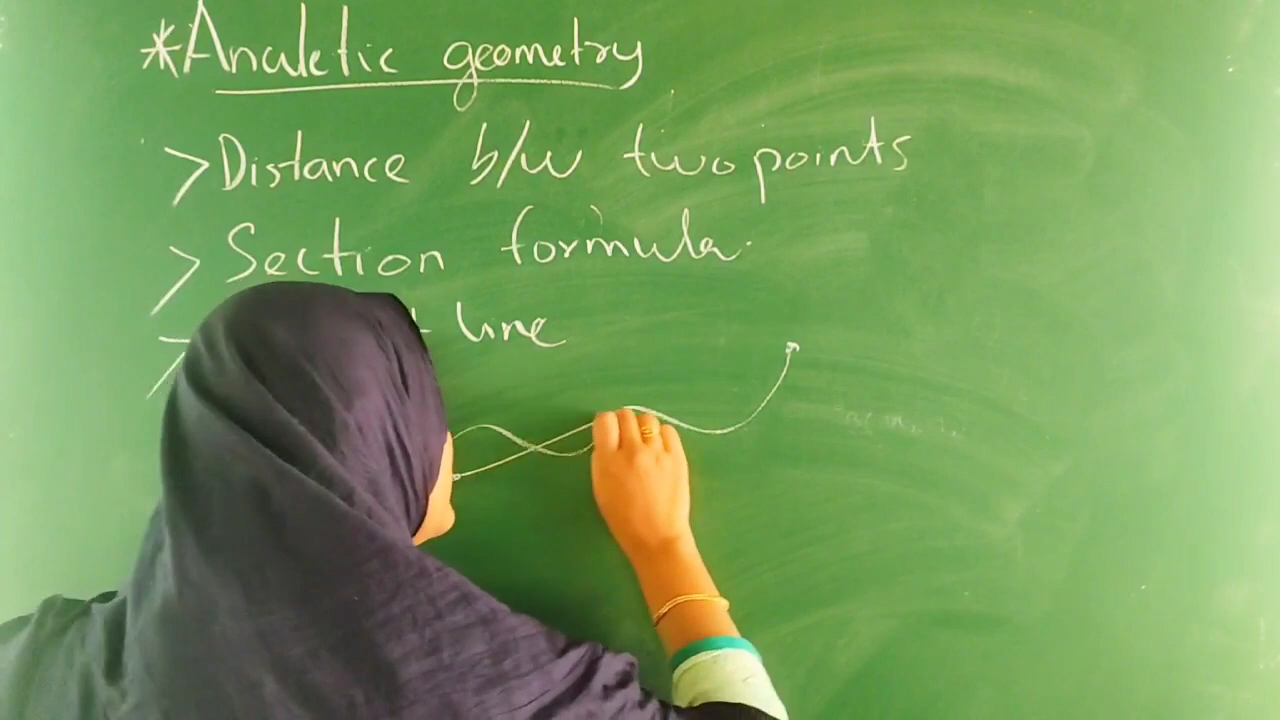 *Analetic geometry
> Distance b/w two points
> Section formula.
> line